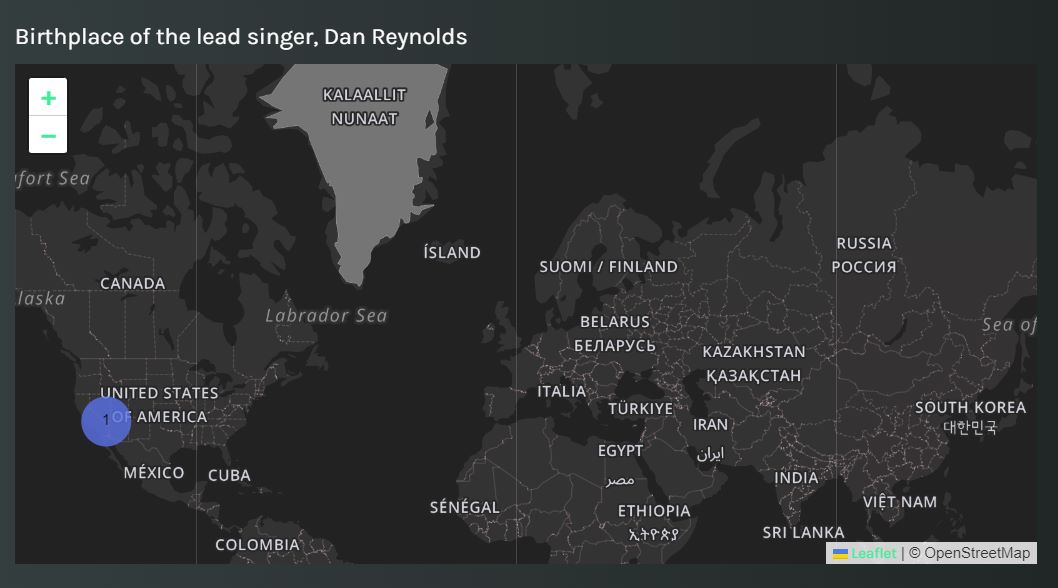 Birthplace of the lead singer, Dan Reynolds
+
−
KALAALLIT
NUNAAT
fort Sea
ÍSLAND
RUSSIA
РОССИЯ
SUOMI / FINLAND
CANADA
laska
Labrador Sea
BELARUS
БЕЛАРУСЬ
Sea of
KAZAKHSTAN
ҚАЗАҚСТАН
UNITED STATES
OF AMERICA
1
ITALIA
TÜRKIYE
SOUTH KOREA
대한민국
IRAN
ایران
EGYPT
مصر
MÉXICO
CUBA
INDIA
SÉNÉGAL
ETHIOPIA
ኢትዮጵያ
VIỆT NAM
SRI LANKA
COLOMBIA
Leaflet | © OpenStreetMap